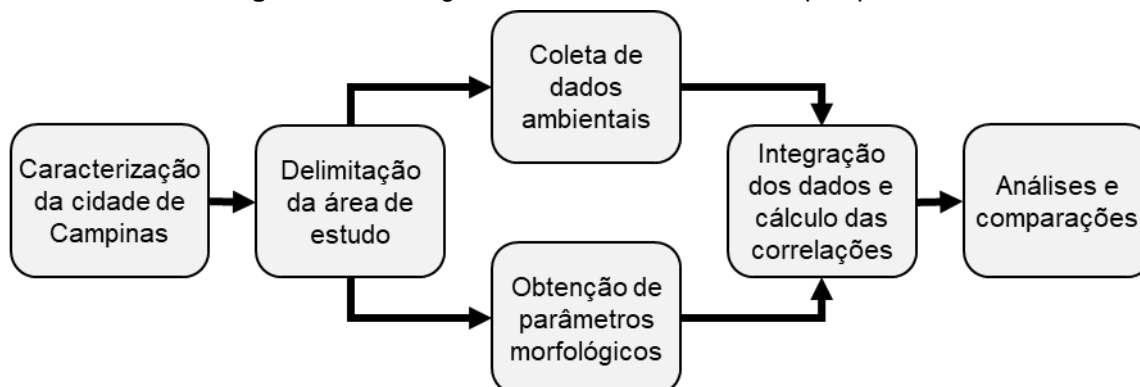 Caracterização
da cidade de
Campinas
Delimitação
da área de
estudo
Coleta de
dados
ambientais
Obtenção de
parâmetros
morfológicos
Integração
dos dados e
cálculo das
correlações
Análises e
comparações